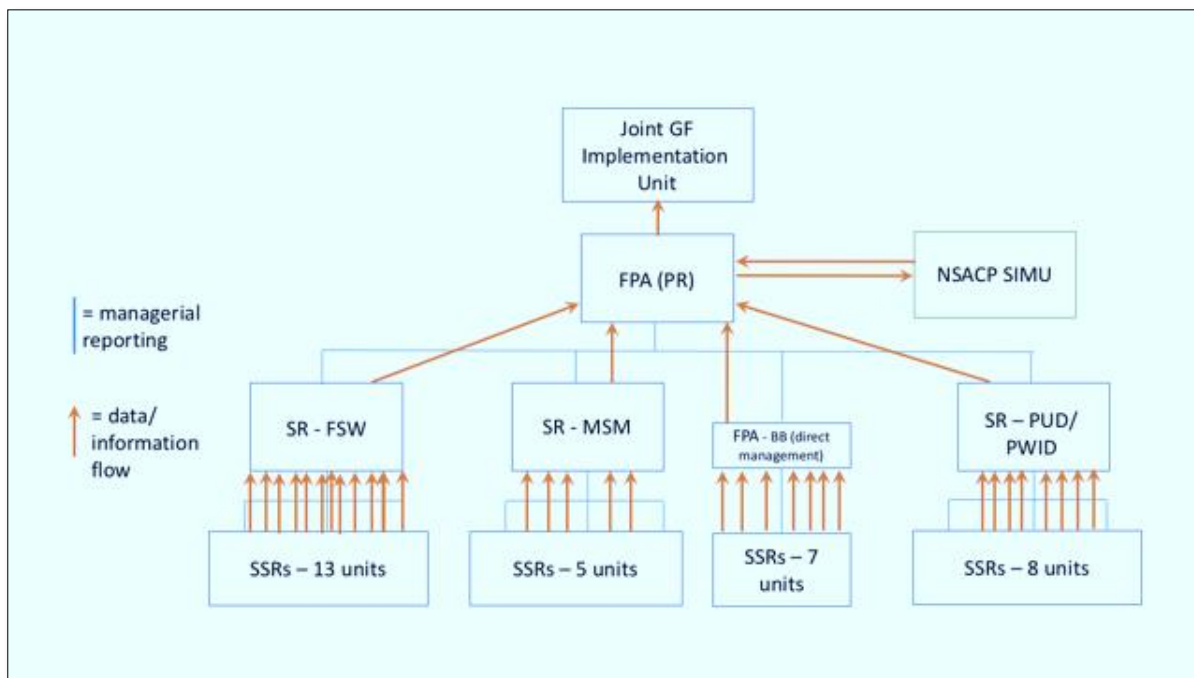 Joint GF
Implementation
Unit
FPA (PR)
NSACP SIMU
= managerial
reporting
= data/
information
flow
SR - FSW
SR - MSM
FPA - BB (direct
management)
SR – PUD/
PWID
SSRs – 13 units
SSRs – 5 units
SSRs – 7
units
SSRs – 8 units